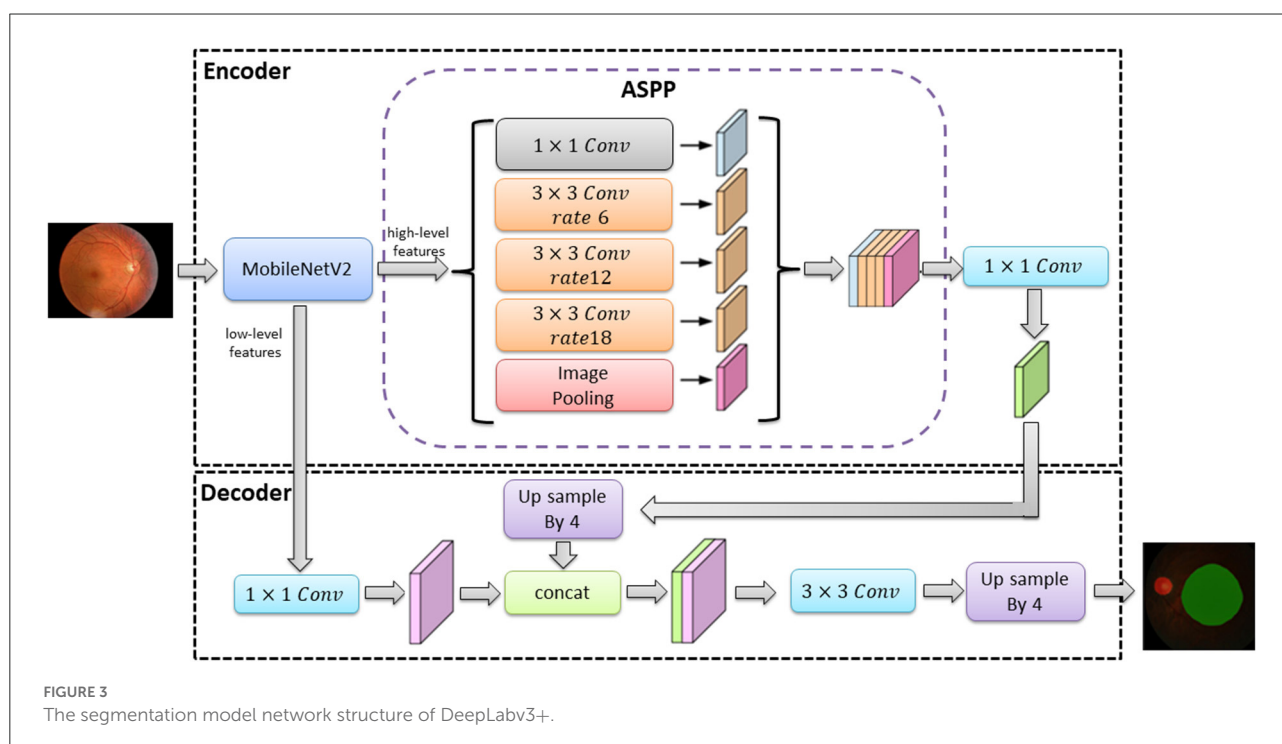 Encoder
ASPP
1 × 1 Conv
3 × 3 Conv
rate 6
3 × 3 Conv
rate12
3 × 3 Conv
rate18
Image
Pooling
MobileNetV2
high-level
features
low-level
features
1 × 1 Conv
Decoder
Up sample
By 4
1 × 1 Conv
concat
3 × 3 Conv
Up sample
By 4
FIGURE 3
The segmentation model network structure of DeepLabv3+.